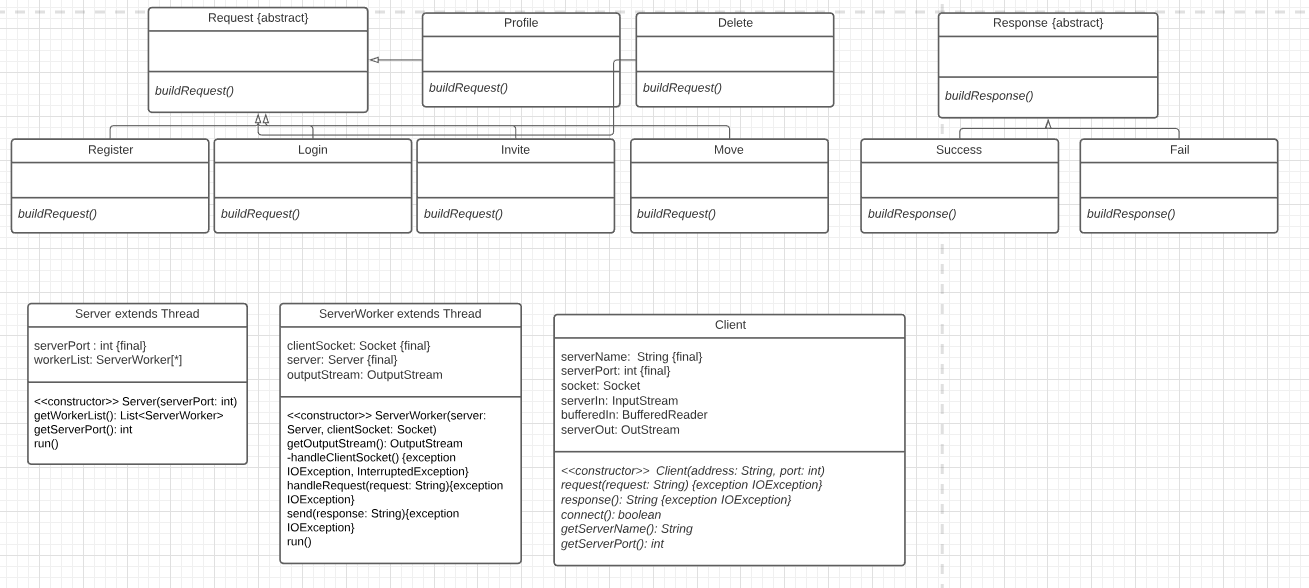 Request {abstract}
buildRequest()
Profile
buildRequest()
Delete
buildRequest()
Response {abstract}
buildResponse()
Register
buildRequest()
Login
buildRequest()
Invite
buildRequest()
Move
buildRequest()
Success
buildResponse()
Fail
buildResponse()
Server extends Thread
serverPort : int {final}
workerList: ServerWorker[*]
<<constructor>> Server(serverPort: int)
getWorkerList(): List<ServerWorker>
getServerPort(): int
run()
ServerWorker extends Thread
clientSocket: Socket {final}
server: Server {final}
outputStream: OutputStream
<<constructor>> ServerWorker(server:
Server, clientSocket: Socket)
getOutputStream(): OutputStream
-handleClientSocket() {exception
IOException, InterruptedException}
handleRequest(request: String){exception
IOException}
send(response: String){exception
IOException}
run()
Client
serverName:  String {final}
serverPort: int {final}
socket: Socket
serverIn: InputStream
bufferedIn: BufferedReader
serverOut: OutStream
<<constructor>>  Client(address: String, port: int)
request(request: String) {exception IOException}
response(): String {exception IOException}
connect(): boolean
getServerName(): String
getServerPort(): int